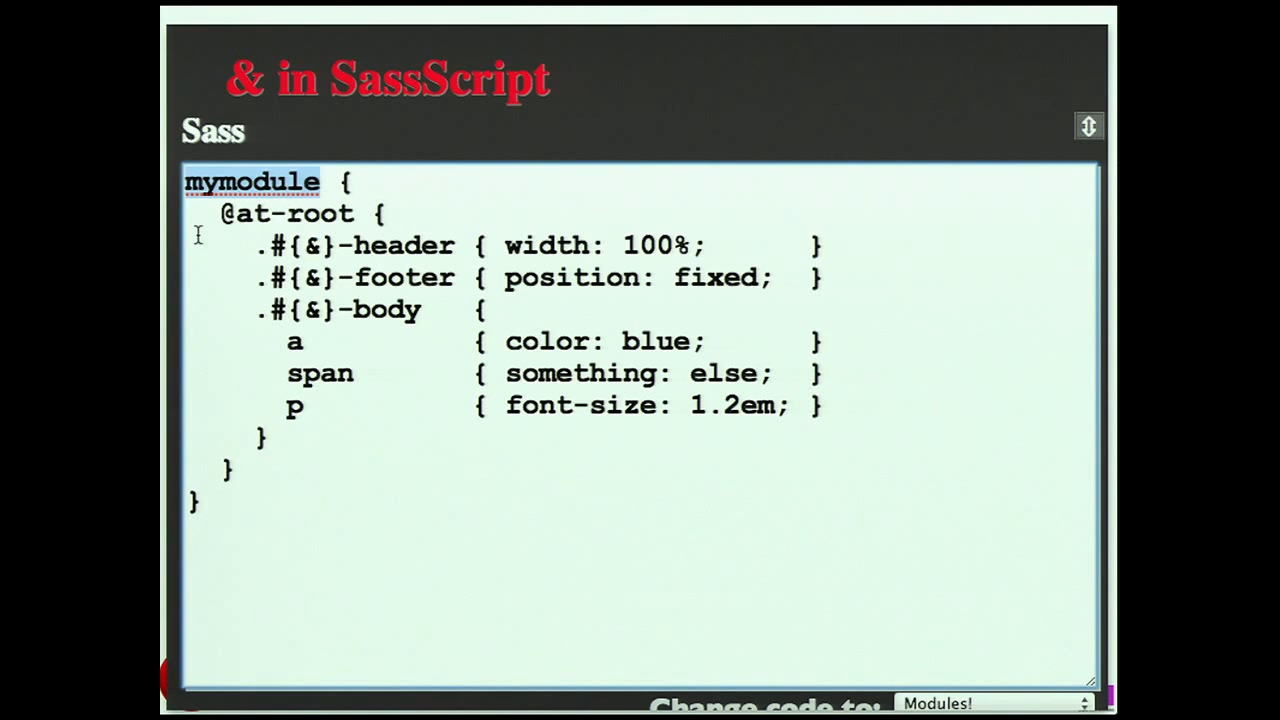 & in SassScript
Sass
mymodule {
@at-root {
.#{&}-header { width: 100%; }
.#{&}-footer { position: fixed; }
.#{&}-body {
a { color: blue; }
span { something: else; }
p { font-size: 1.2em; }
}
}
}
Change code to: Modules!